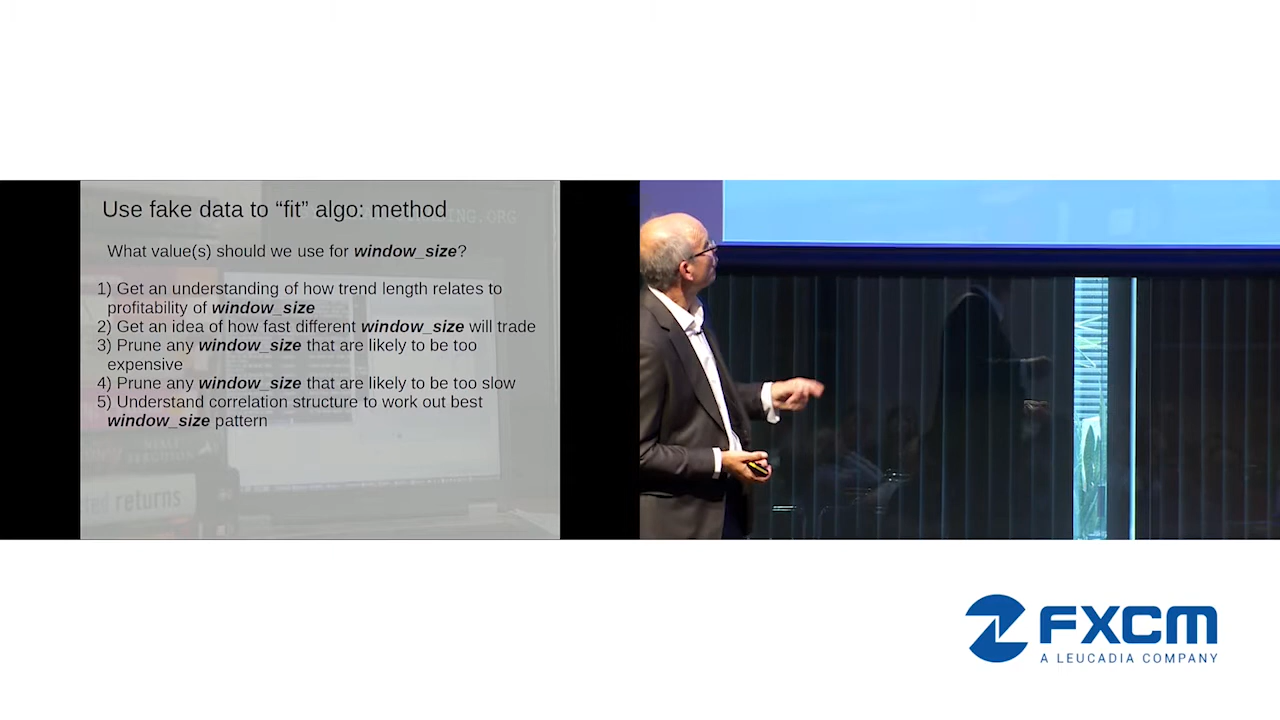 Use fake data to “fit” algo: method
ING.ORG
What value(s) should we use for window_size?
1) Get an understanding of how trend length relates to
profitability of window_size
2) Get an idea of how fast different window_size will trade
3) Prune any window_size that are likely to be too
expensive
4) Prune any window_size that are likely to be too slow
5) Understand correlation structure to work out best
window_size pattern
returns
FXCM
A LEUCADIA COMPANY